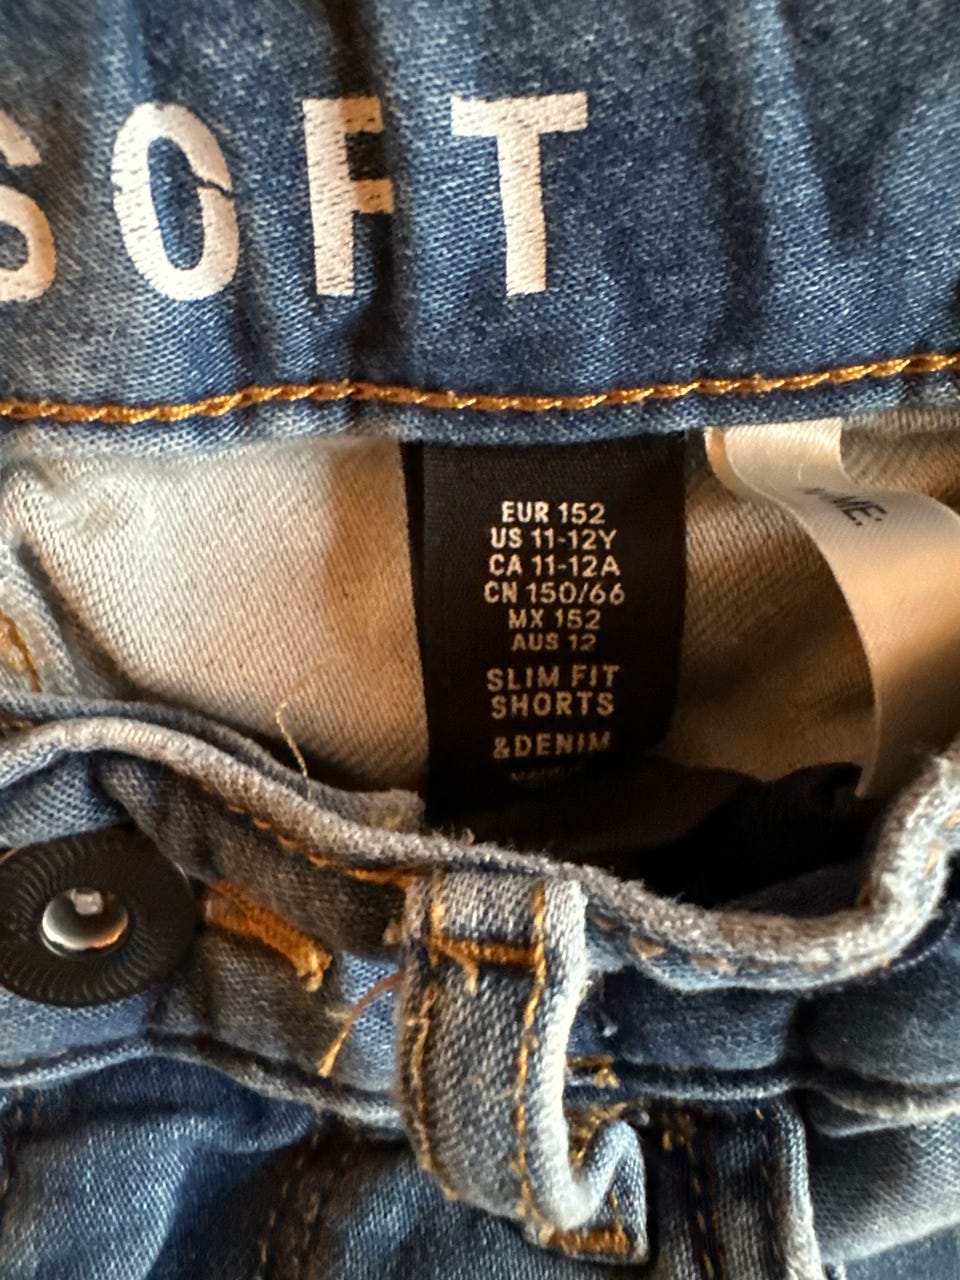 SOFT
EUR 152
US 11-12Y
CA 11-12A
CN 150/66
MX 152
AUS 12
SLIM FIT
SHORTS
&DENIM